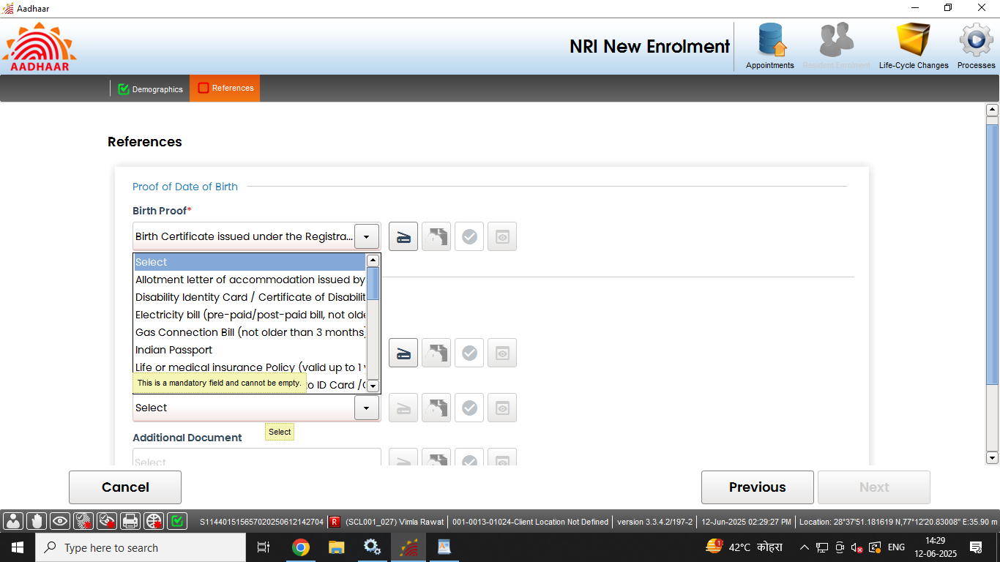 Aadhaar
AADHAAR
NRI New Enrolment
Appointments
Resident Enrolment
Life-Cycle Changes
Processes
Demographics
References
References
Proof of Date of Birth
Birth Proof*
Birth Certificate issued under the Registra...
Select
Allotment letter of accommodation issued by
Disability Identity Card / Certificate of Disabilit
Electricity bill (pre-paid/post-paid bill, not olde
Gas Connection Bill (not older than 3 months)
Indian Passport
Life or medical insurance Policy (valid up to 1 y
This is a mandatory field and cannot be empty.
to ID Card /C
Select
Select
Additional Document
Select
Cancel
Previous
Next
S1144015156570202506121427​04 R (SCL001_027) Vimla Rawat 001-0013-01024-Client Location Not Defined version 3.3.4.2/197-2 12-Jun-2025 02:29:27 PM Location: 28°37'51.181619 N,77°12'20.83008" E:35.90 m
Type here to search
1
42°C कोहरा
ENG
14:29
12-06-2025